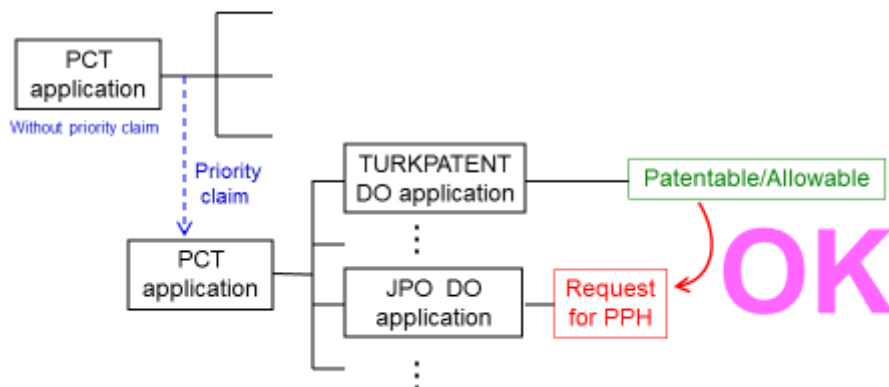 PCT
application
Without priority claim
Priority
claim
PCT
application
TURKPATENT
DO application
Patentable/Allowable
JPO DO
application
Request
for PPH
OK